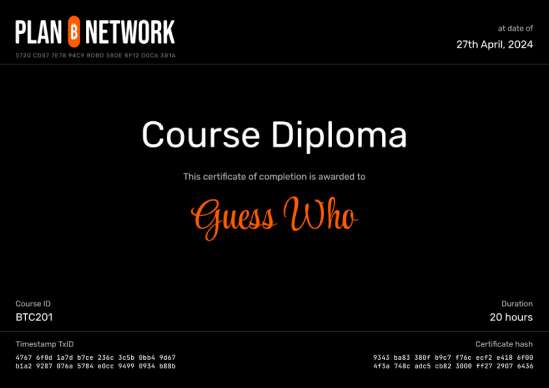 PLAN B NETWORK
5720 CD57 7E78 94C9 8DBD 580E 8F12 D0C6 3B14
at date of
27th April, 2024
Course Diploma
This certificate of completion is awarded to
Guess Who
Course ID
BTC201
Duration
20 hours
Timestamp TxID
4767 6f0d 1a7d b7ce 236c 3c5b 0bb4 9d67
b1a2 9287 076a 5784 e0cc 9499 0934 b88b
Certificate hash
9343 ba83 380f b9c7 f76c ecf2 e418 6f00
4f3a 748c adc5 cb82 3000 ff27 2907 6436